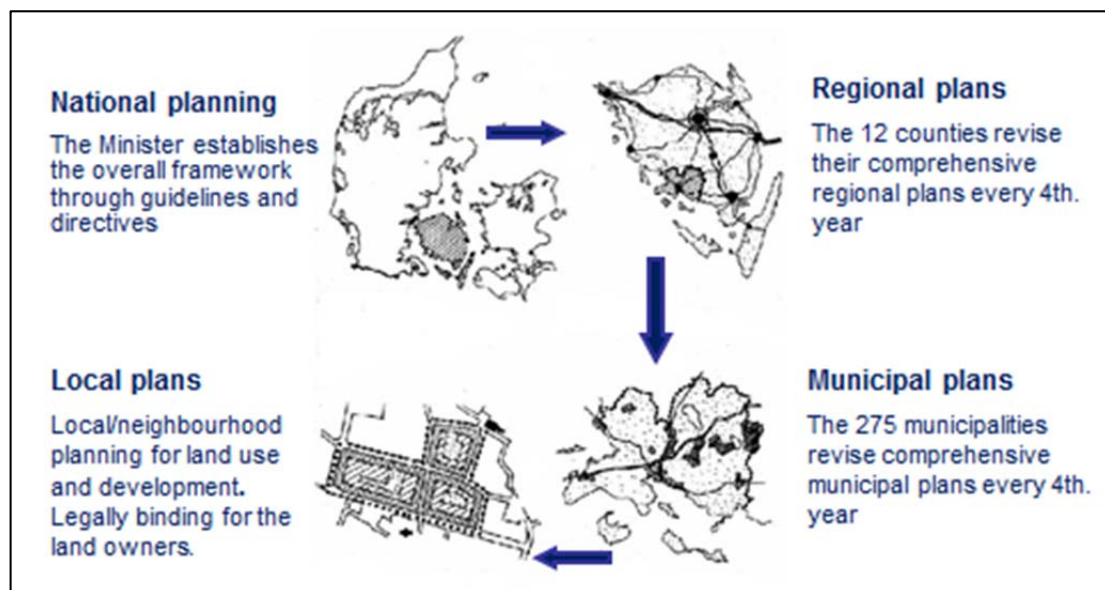 National planning
The Minister establishes
the overall framework
through guidelines and
directives
Regional plans
The 12 counties revise
their comprehensive
regional plans every 4th.
year
Local plans
Local/neighbourhood
planning for land use
and development.
Legally binding for the
land owners.
Municipal plans
The 275 municipalities
revise comprehensive
municipal plans every 4th.
year